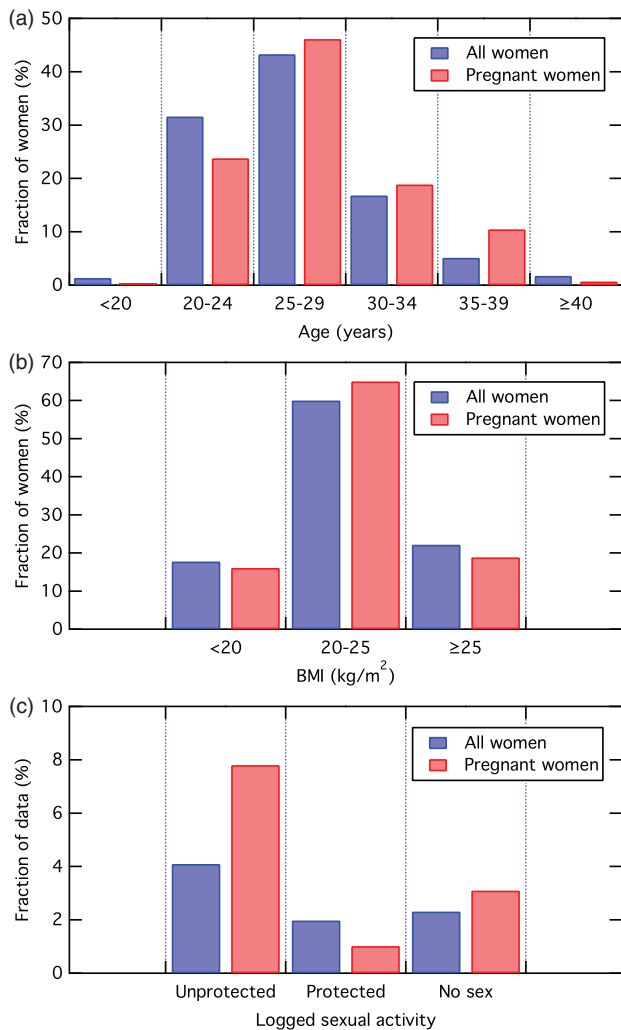 (a)
50
40
30
20
10
0
Fraction of women (%)
All women
Pregnant women
<20 20-24 25-29 30-34 35-39 ≥40
Age (years)
(b)
70
60
50
40
30
20
10
0
Fraction of women (%)
All women
Pregnant women
<20 20-25 ≥25
BMI (kg/m²)
(c)
10
8
6
4
2
0
Fraction of data (%)
All women
Pregnant women
Unprotected Protected No sex
Logged sexual activity